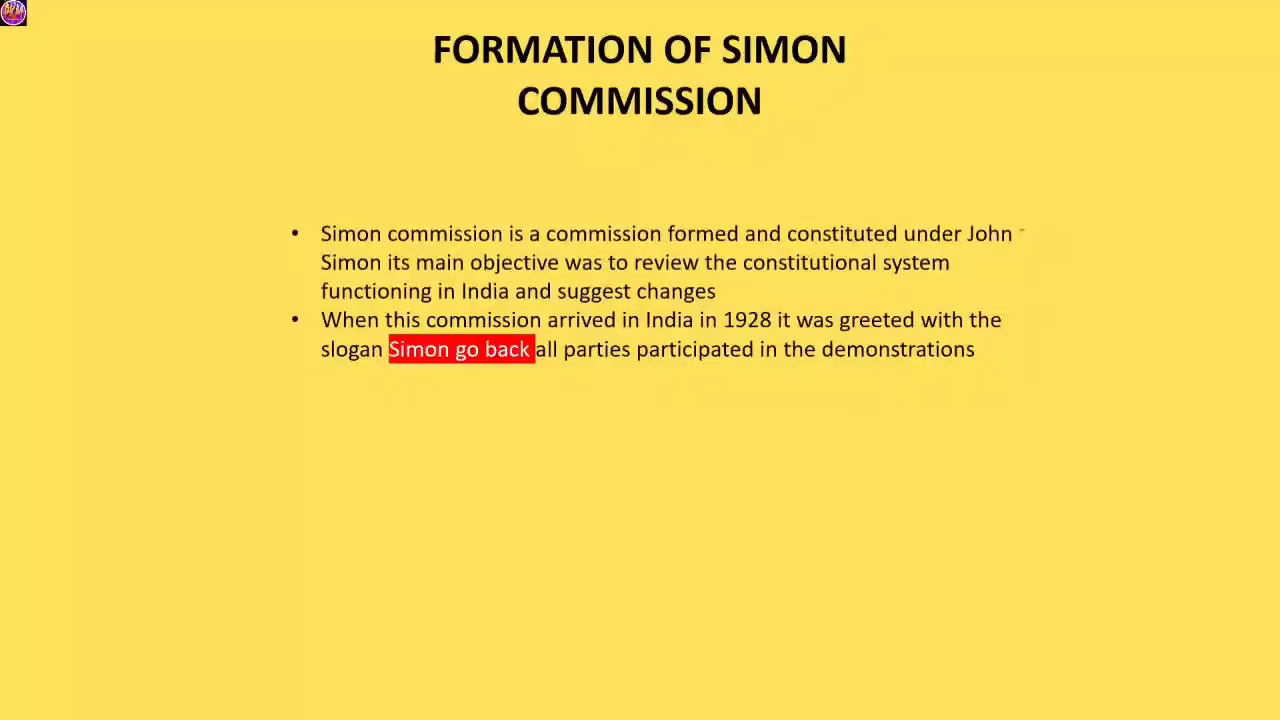 FORMATION OF SIMON
COMMISSION
• Simon commission is a commission formed and constituted under John
Simon its main objective was to review the constitutional system
functioning in India and suggest changes
• When this commission arrived in India in 1928 it was greeted with the
slogan Simon go back all parties participated in the demonstrations